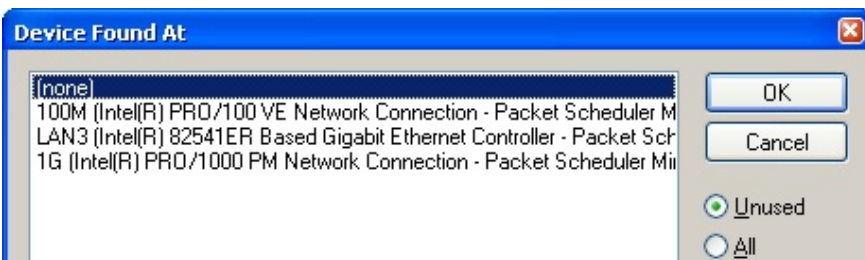 Device Found At
(none)
100M (Intel(R) PRO/100 VE Network Connection - Packet Scheduler M
LAN3 (Intel(R) 82541ER Based Gigabit Ethernet Controller - Packet Sch
1G (Intel(R) PRO/1000 PM Network Connection - Packet Scheduler Mi
OK
Cancel
Unused
All